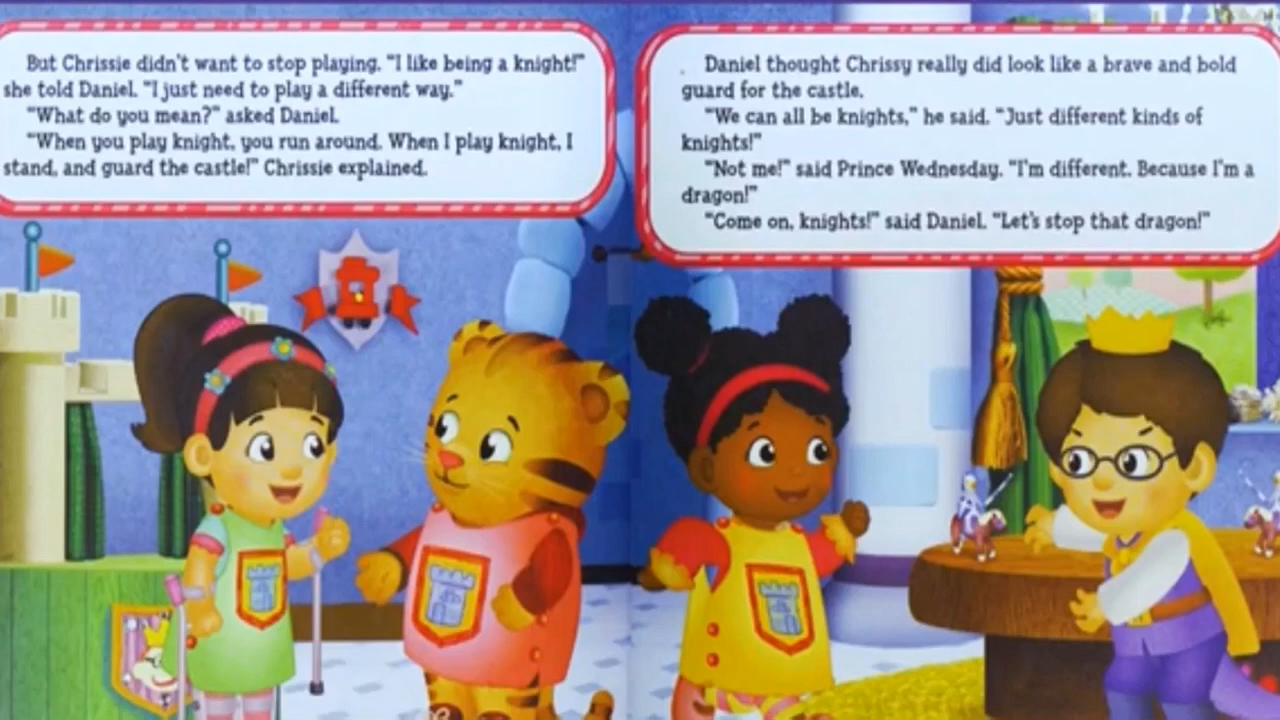 But Chrissie didn't want to stop playing. "I like being a knight!"
she told Daniel. "I just need to play a different way."
"What do you mean?" asked Daniel.
"When you play knight, you run around. When I play knight, I
stand, and guard the castle!" Chrissie explained.
Daniel thought Chrissy really did look like a brave and bold
guard for the castle.
"We can all be knights," he said. "Just different kinds of
knights!"
"Not me!" said Prince Wednesday. "I'm different. Because I'm a
dragon!"
"Come on, knights!" said Daniel. "Let's stop that dragon!"